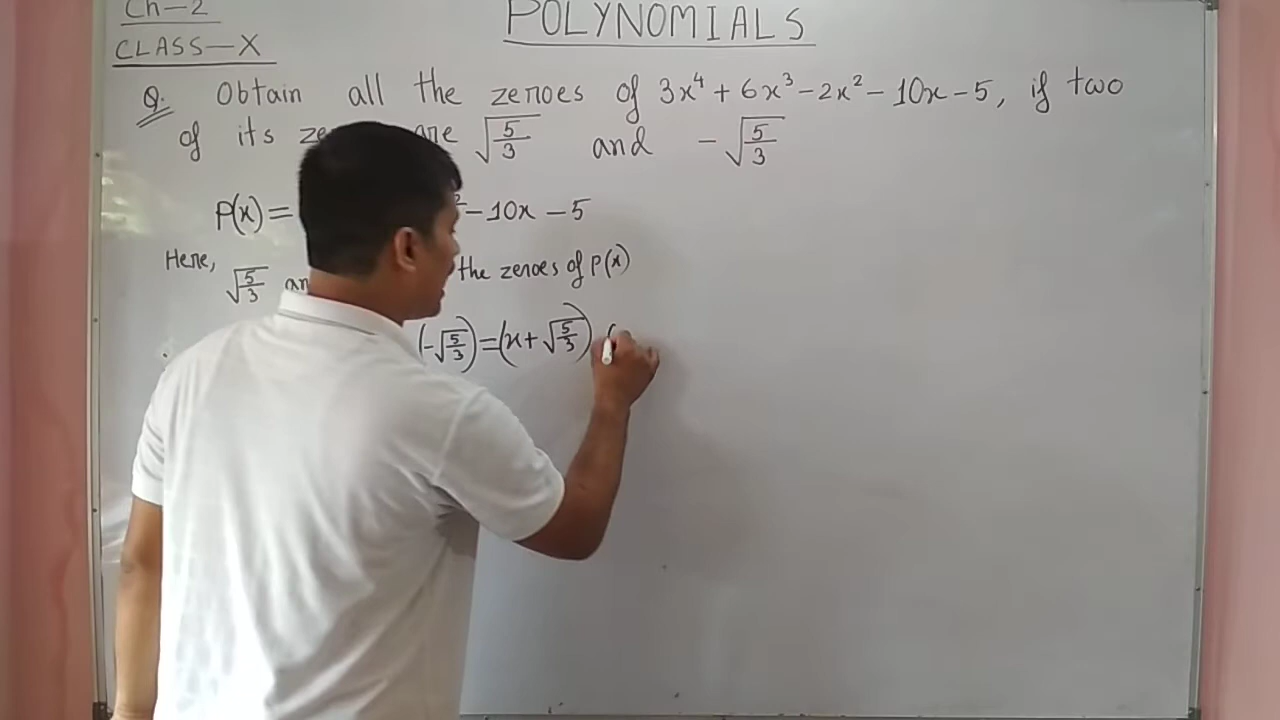 Ch-2
CLASS-X
POLYNOMIALS
Q. Obtain all the zeroes of 3x⁴ + 6x³ - 2x² - 10x - 5, if two
of its are √(5/3) and -√(5/3)
P(x) = ² - 10x - 5
Here, √(5/3) the zeroes of P(x)
(-√(5/3)) = (x + √(5/3)) (